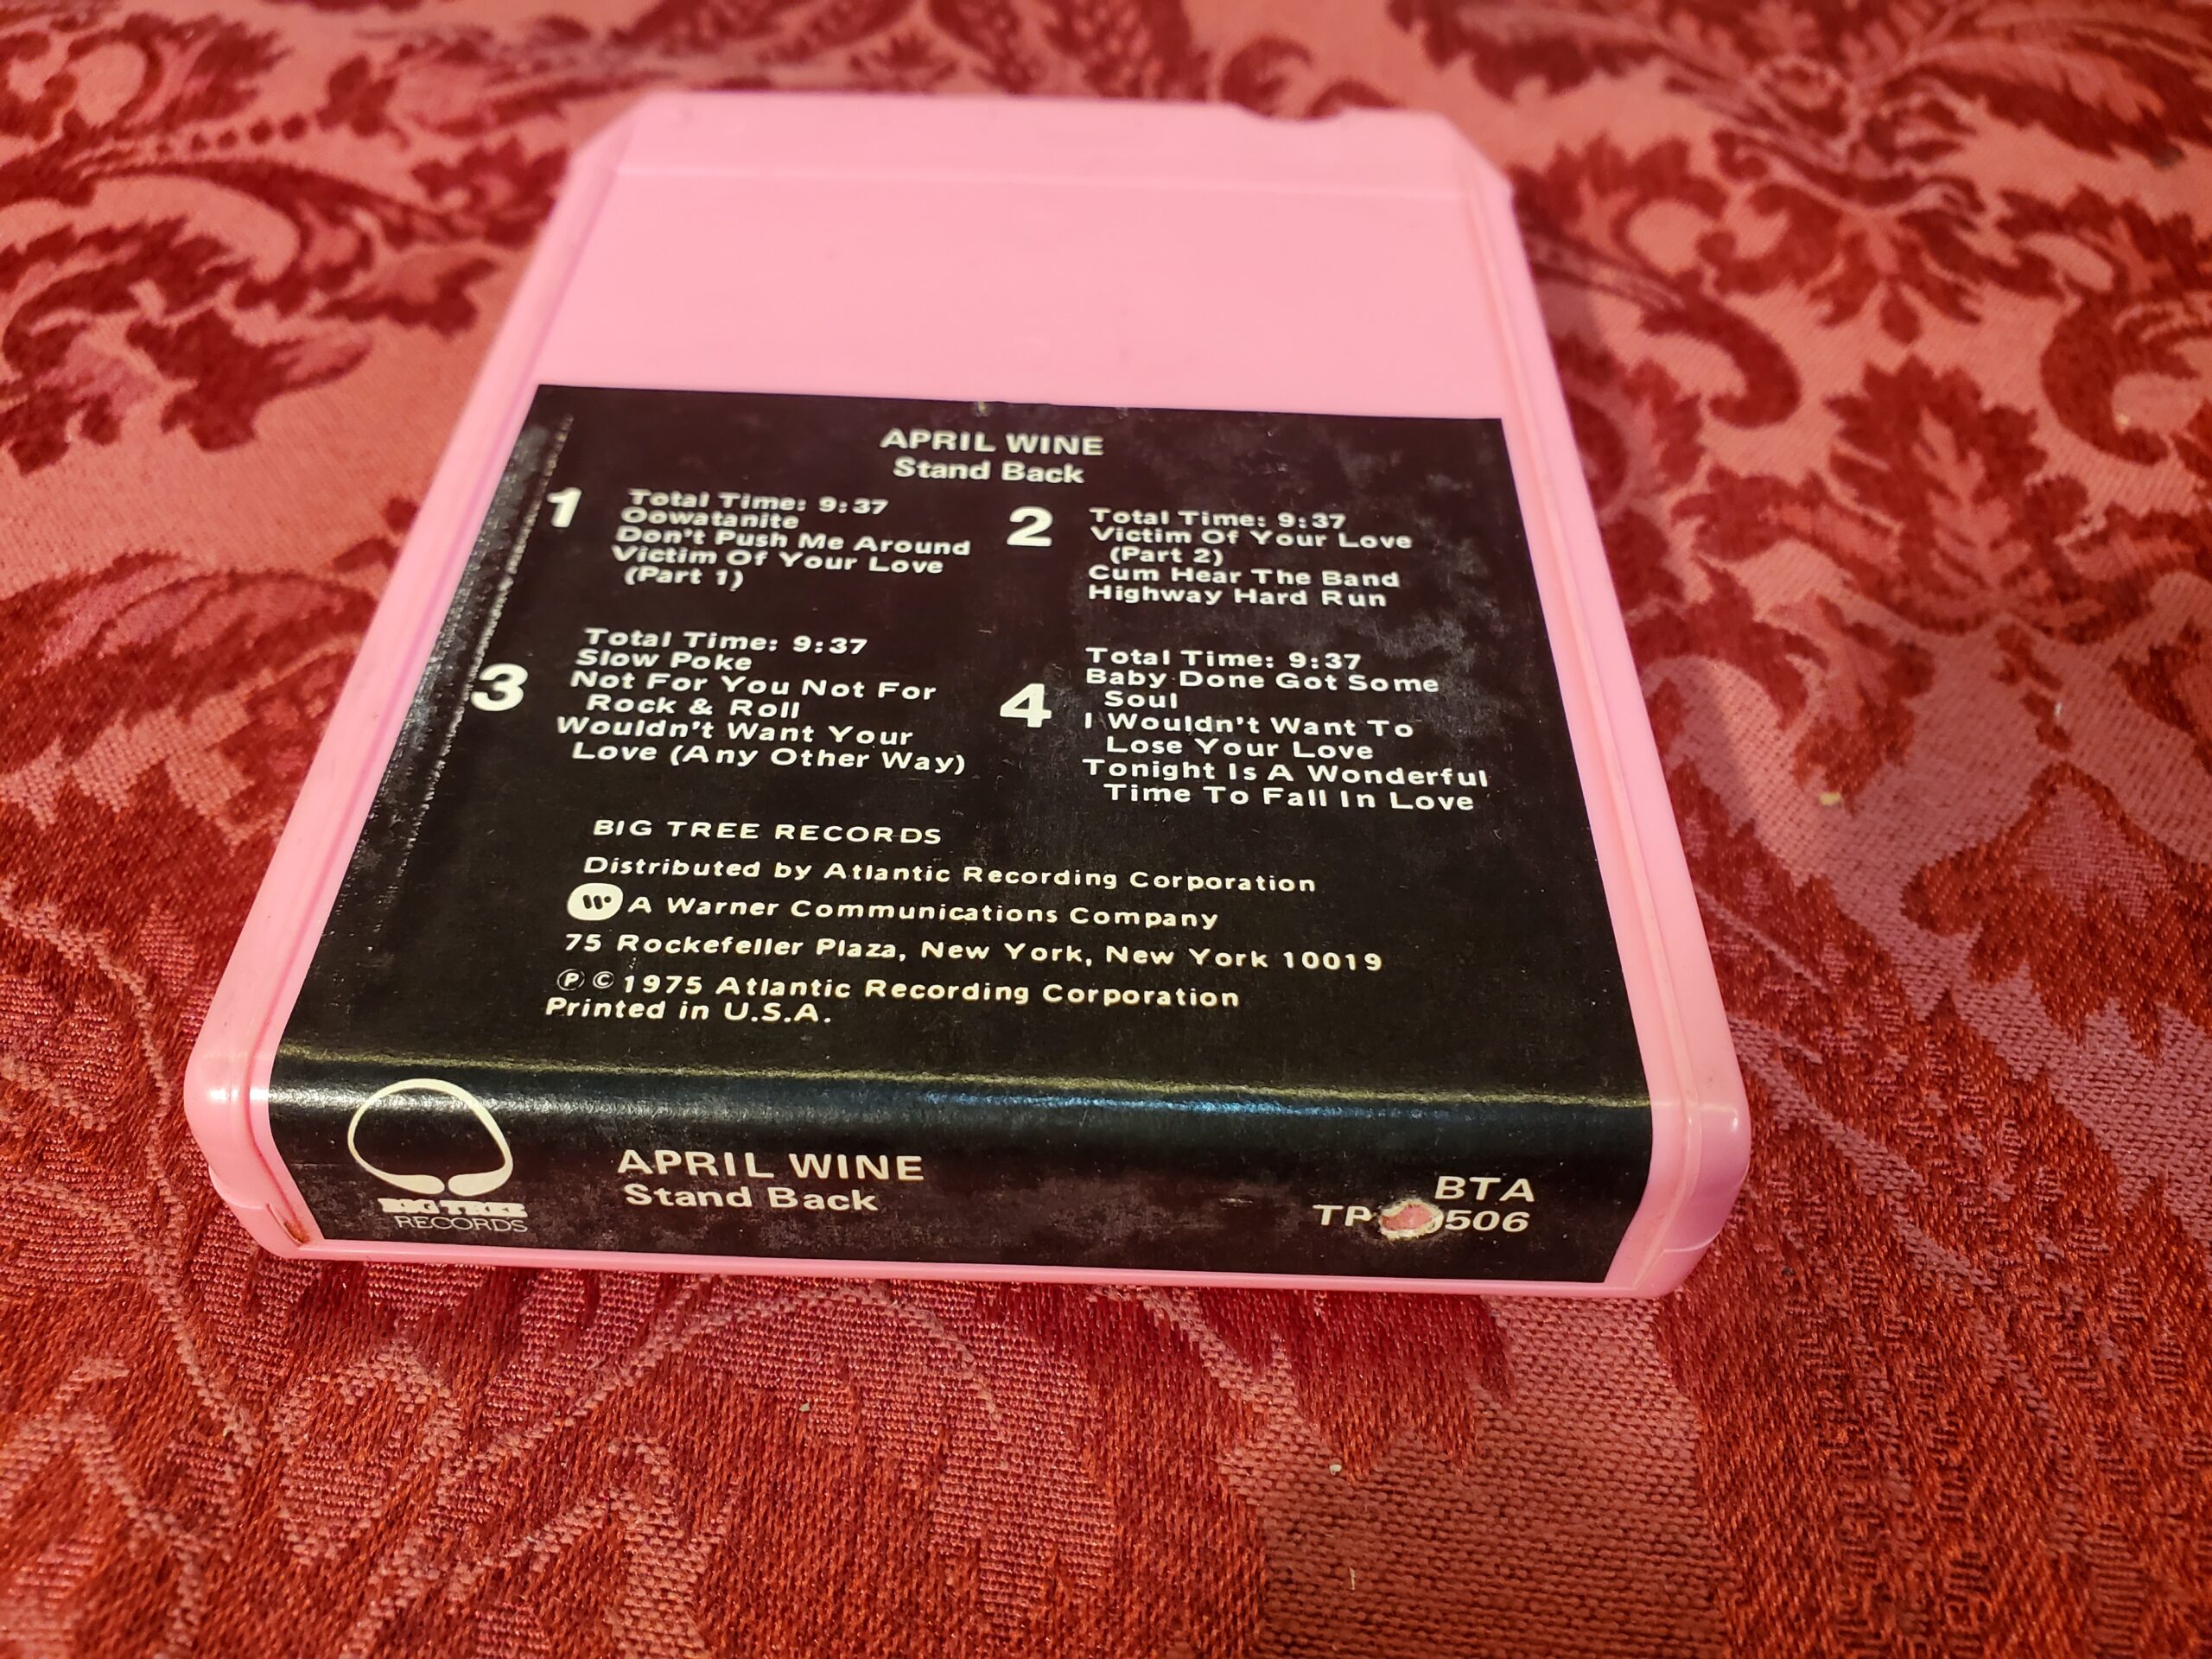 APRIL WINE
Stand Back
1
Total Time: 9:37
Oowatanite
Don't Push Me Around
Victim Of Your Love
(Part 1)
2
Total Time: 9:37
Victim Of Your Love
(Part 2)
Cum Hear The Band
Highway Hard Run
3
Total Time: 9:37
Slow Poke
Not For You Not For
Rock & Roll
Wouldn't Want Your
Love (Any Other Way)
4
Total Time: 9:37
Baby Done Got Some
Soul
I Wouldn't Want To
Lose Your Love
Tonight Is A Wonderful
Time To Fall In Love
BIG TREE RECORDS
Distributed by Atlantic Recording Corporation
W A Warner Communications Company
75 Rockefeller Plaza, New York, New York 10019
℗ © 1975 Atlantic Recording Corporation
Printed in U.S.A.
BIG TREE
RECORDS
APRIL WINE
Stand Back
BTA
TP 506